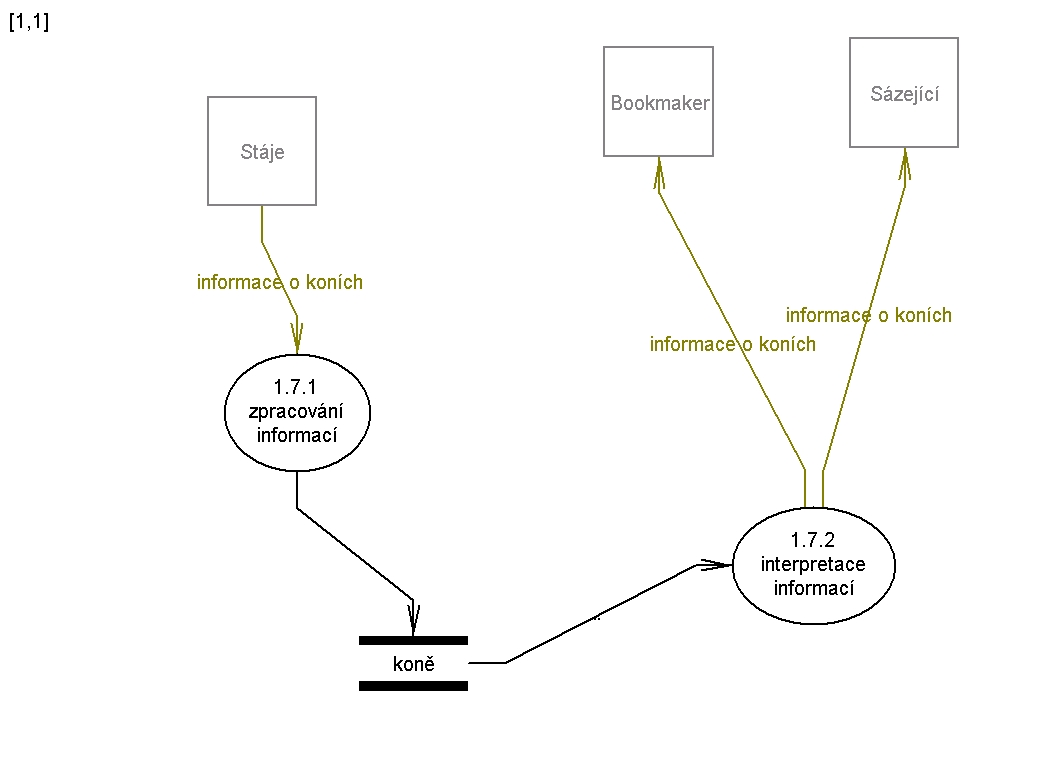 [1,1]
Bookmaker
Sázející
Stáje
informace o koních
informace o koních
informace o koních
1.7.1
zpracování
informací
1.7.2
interpretace
informací
koně